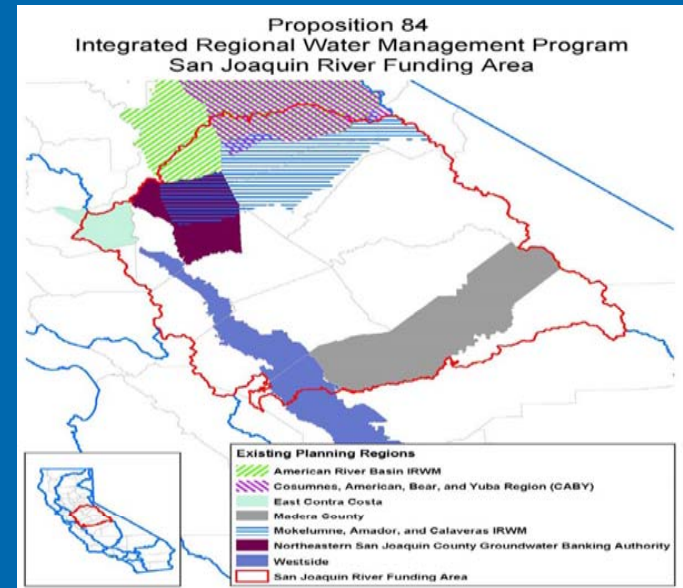 Proposition 84
Integrated Regional Water Management Program
San Joaquin River Funding Area
Existing Planning Regions
American River Basin IRWM
Cosumnes, American, Bear, and Yuba Region (CABY)
East Contra Costa
Madera County
Mokelumne, Amador, and Calaveras IRWM
Northeastern San Joaquin County Groundwater Banking Authority
Westside
San Joaquin River Funding Area